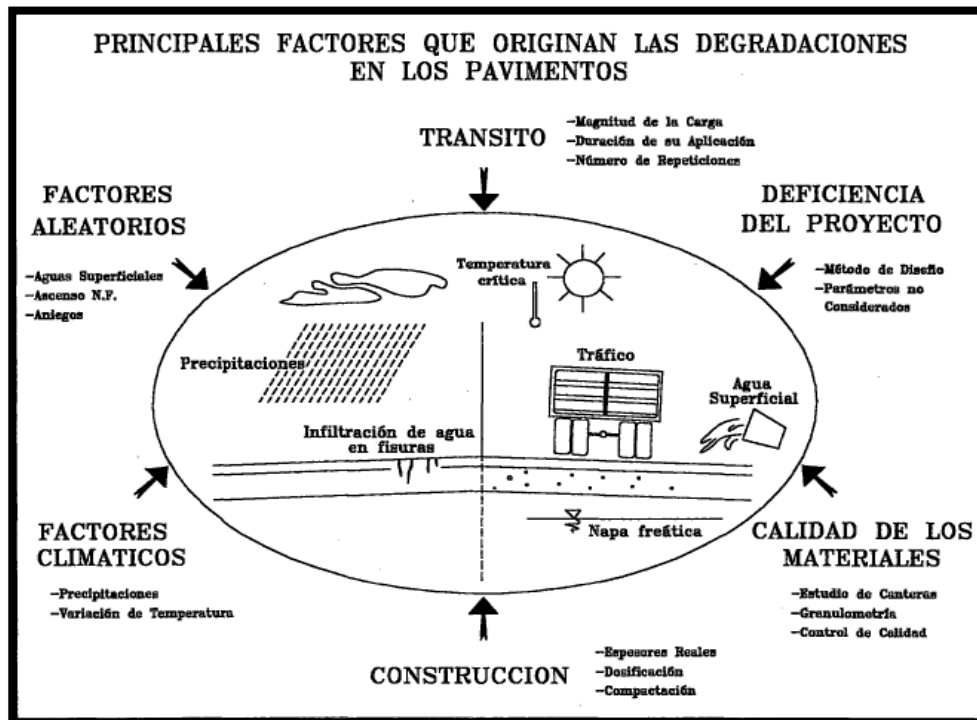 PRINCIPALES FACTORES QUE ORIGINAN LAS DEGRADACIONES
EN LOS PAVIMENTOS
TRANSITO
-Magnitud de la Carga
-Duración de su Aplicación
-Número de Repeticiones
FACTORES
ALEATORIOS
-Aguas Superficiales
-Ascenso N.F.
-Aniegos
DEFICIENCIA
DEL PROYECTO
-Método de Diseño
-Parámetros no
Considerados
Temperatura
crítica
Precipitaciones
Tráfico
Agua
Superficial
Infiltración de agua
en fisuras
Napa freática
FACTORES
CLIMATICOS
-Precipitaciones
-Variación de Temperatura
CALIDAD DE LOS
MATERIALES
-Estudio de Canteras
-Granulometría
-Control de Calidad
CONSTRUCCION
-Espesores Reales
-Dosificación
-Compactación